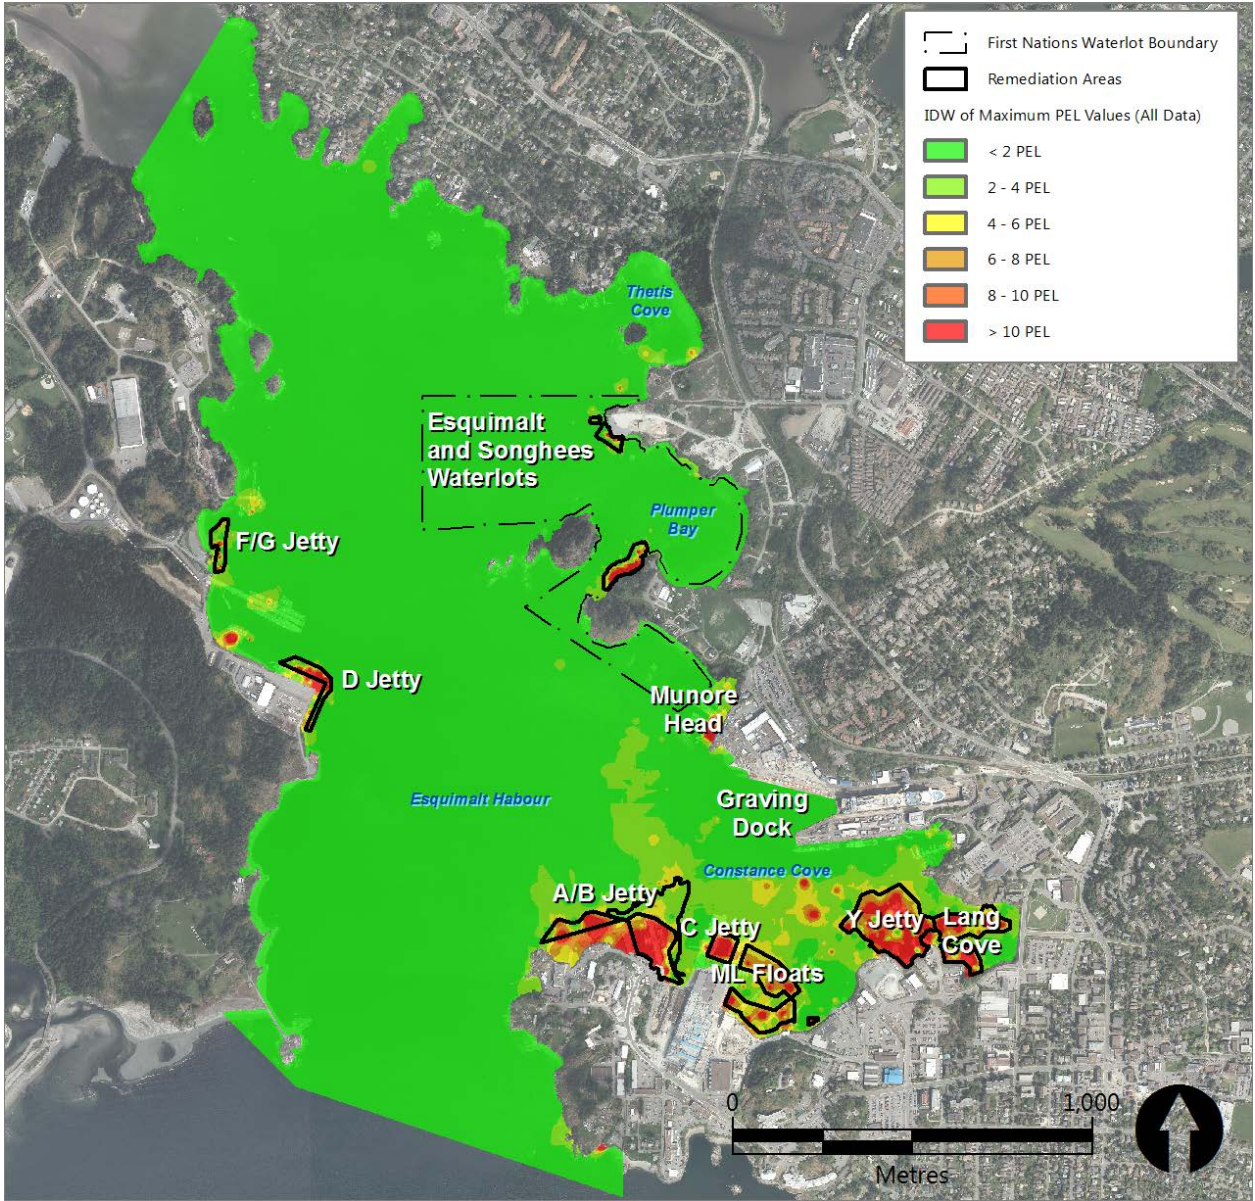 First Nations Waterlot Boundary
Remediation Areas
IDW of Maximum PEL Values (All Data)
< 2 PEL
2 - 4 PEL
4 - 6 PEL
6 - 8 PEL
8 - 10 PEL
> 10 PEL
Thetis
Cove
Esquimalt
and Songhees
Waterlots
Plumper
Bay
F/G Jetty
D Jetty
Munore
Head
Esquimalt Habour
Graving
Dock
Constance Cove
A/B Jetty
C Jetty
Y Jetty
Lang
Cove
ML Floats
0
1,000
Metres